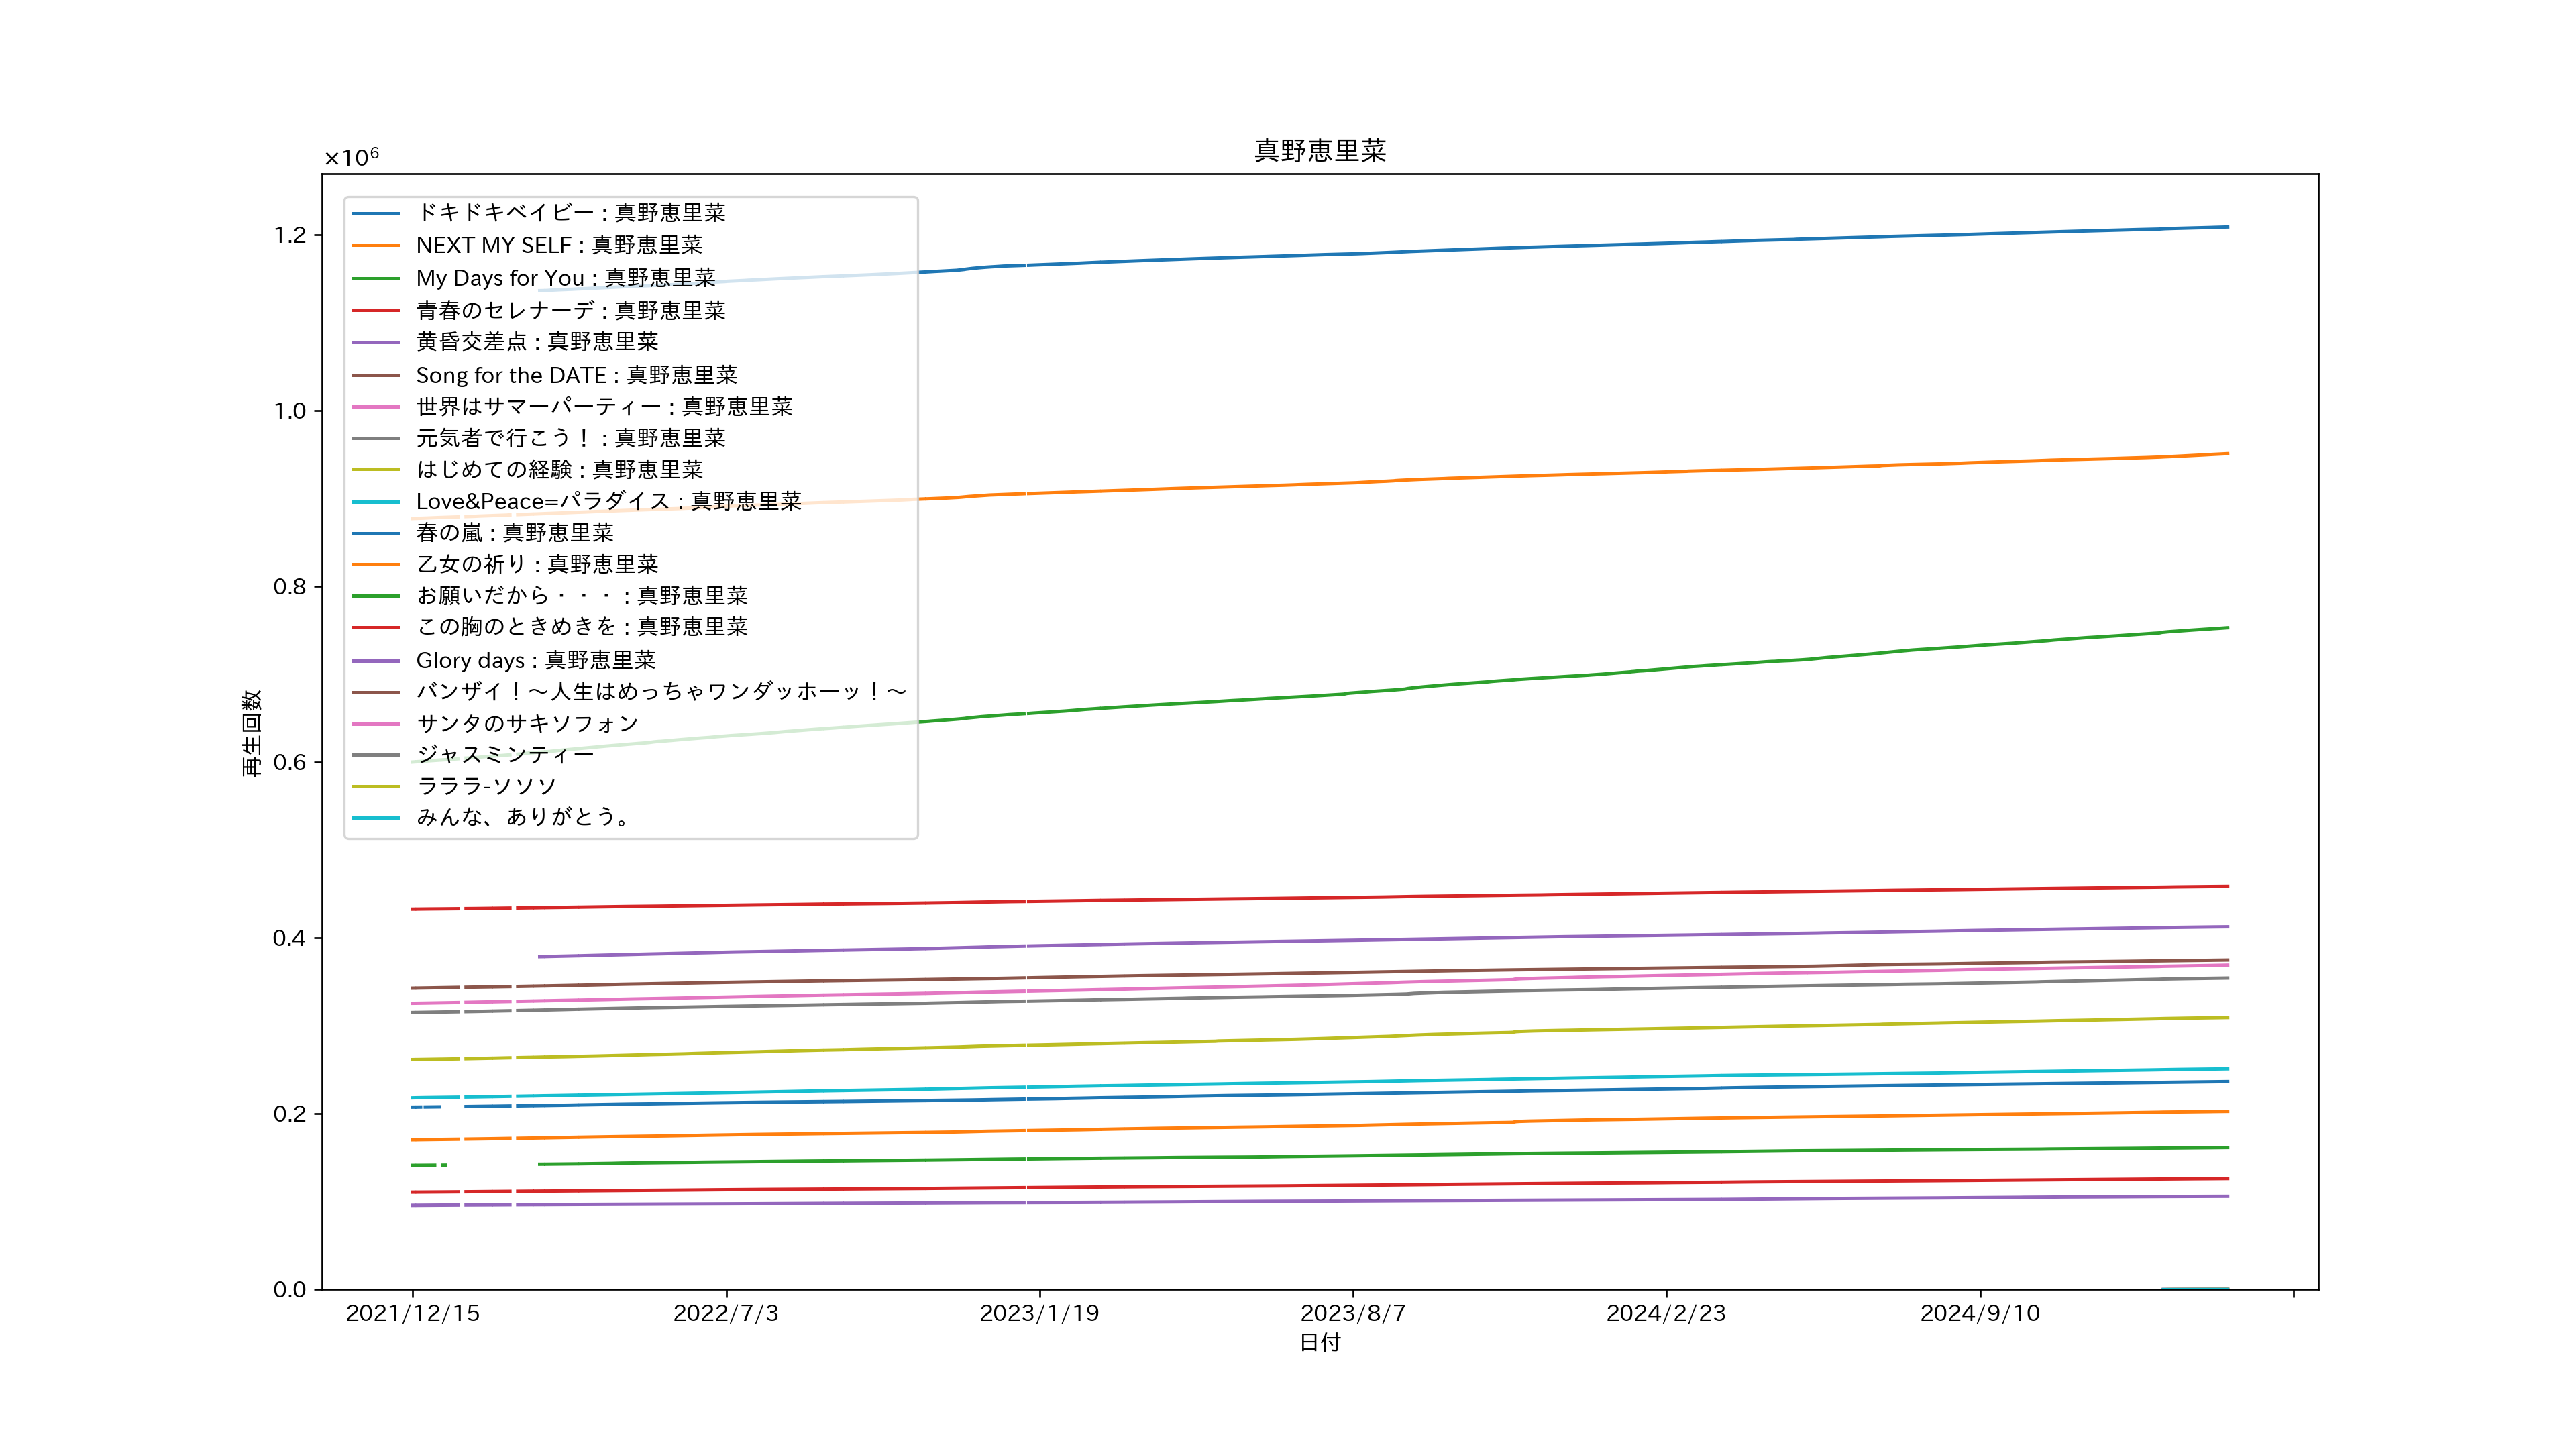 真野恵里菜
×10⁶
1.2
1.0
0.8
0.6
0.4
0.2
0.0
再生回数
ドキドキベイビー : 真野恵里菜
NEXT MY SELF : 真野恵里菜
My Days for You : 真野恵里菜
青春のセレナーデ : 真野恵里菜
黄昏交差点 : 真野恵里菜
Song for the DATE : 真野恵里菜
世界はサマーパーティー : 真野恵里菜
元気者で行こう！ : 真野恵里菜
はじめての経験 : 真野恵里菜
Love&Peace=パラダイス : 真野恵里菜
春の嵐 : 真野恵里菜
乙女の祈り : 真野恵里菜
お願いだから・・・ : 真野恵里菜
この胸のときめきを : 真野恵里菜
Glory days : 真野恵里菜
バンザイ！～人生はめっちゃワンダッホーッ！～
サンタのサキソフォン
ジャスミンティー
ラララ-ソソソ
みんな、ありがとう。
2021/12/15
2022/7/3
2023/1/19
2023/8/7
2024/2/23
2024/9/10
日付